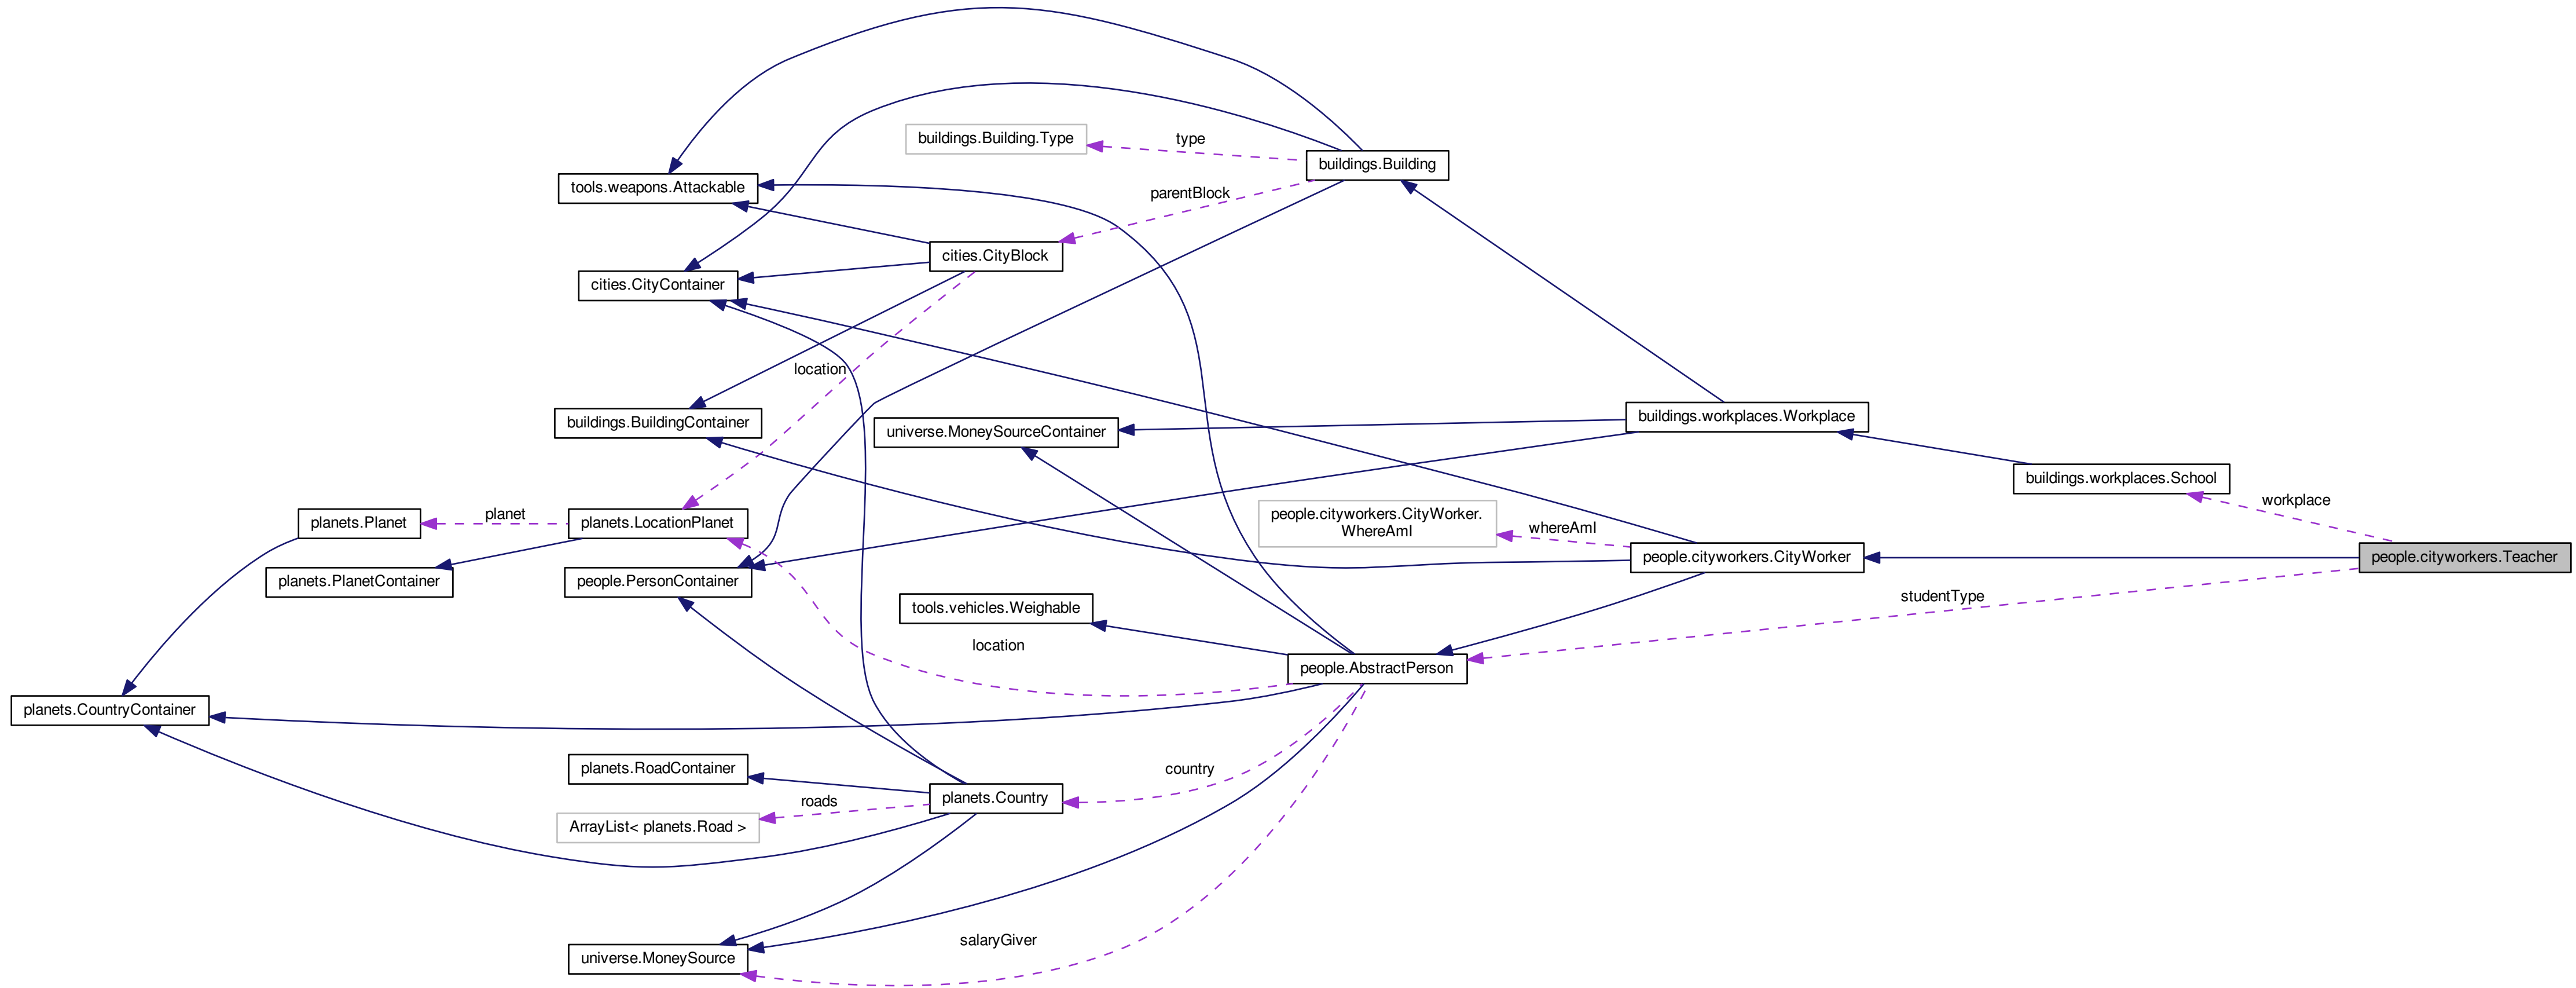 buildings.Building.Type
type
buildings.Building
tools.weapons.Attackable
parentBlock
cities.CityBlock
cities.CityContainer
location
buildings.BuildingContainer
universe.MoneySourceContainer
buildings.workplaces.Workplace
buildings.workplaces.School
workplace
planets.Planet
planet
planets.LocationPlanet
people.cityworkers.CityWorker.
WhereAmI
whereAmI
people.cityworkers.CityWorker
people.cityworkers.Teacher
planets.PlanetContainer
people.PersonContainer
studentType
tools.vehicles.Weighable
location
people.AbstractPerson
planets.CountryContainer
planets.RoadContainer
country
roads
planets.Country
ArrayList< planets.Road >
salaryGiver
universe.MoneySource